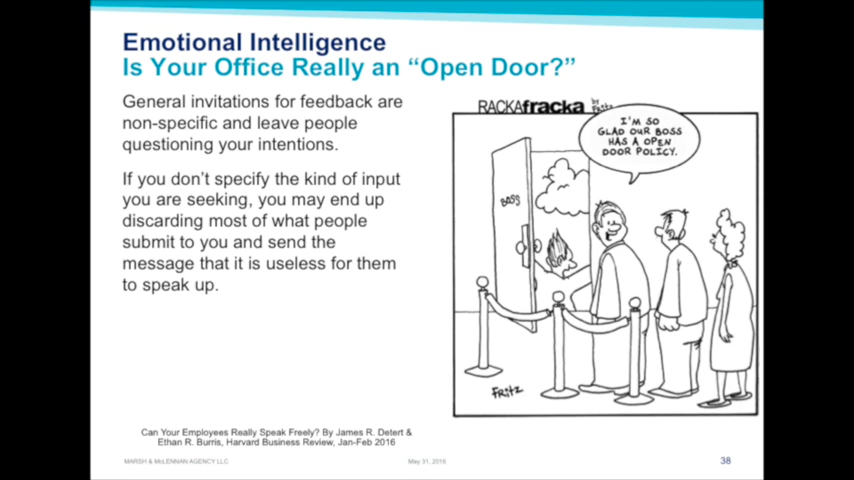 Emotional Intelligence
Is Your Office Really an “Open Door?”
General invitations for feedback are
non-specific and leave people
questioning your intentions.
If you don’t specify the kind of input
you are seeking, you may end up
discarding most of what people
submit to you and send the
message that it is useless for them
to speak up.
RACKAfracka by Fritz
I'M SO
GLAD OUR BOSS
HAS A OPEN
DOOR POLICY.
BOSS
FRITZ
Can Your Employees Really Speak Freely? By James R. Detert &
Ethan R. Burris, Harvard Business Review, Jan-Feb 2016
MARSH & McLENNAN AGENCY LLC
May 31, 2016
38